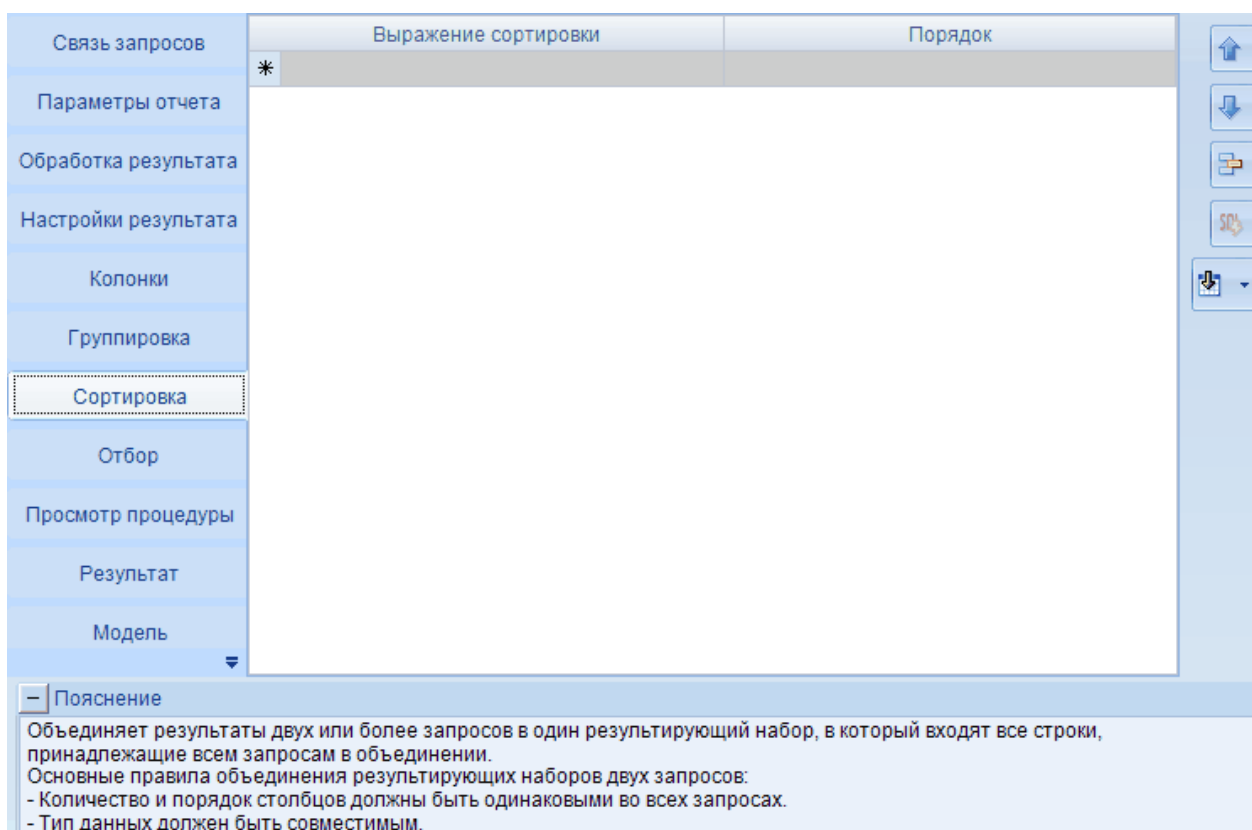 Связь запросов
Параметры отчета
Обработка результата
Настройки результата
Колонки
Группировка
Сортировка
Отбор
Просмотр процедуры
Результат
Модель
Выражение сортировки
Порядок
Пояснение
Объединяет результаты двух или более запросов в один результирующий набор, в который входят все строки,
принадлежащие всем запросам в объединении.
Основные правила объединения результирующих наборов двух запросов:
- Количество и порядок столбцов должны быть одинаковыми во всех запросах.
- Тип данных должен быть совместимым.